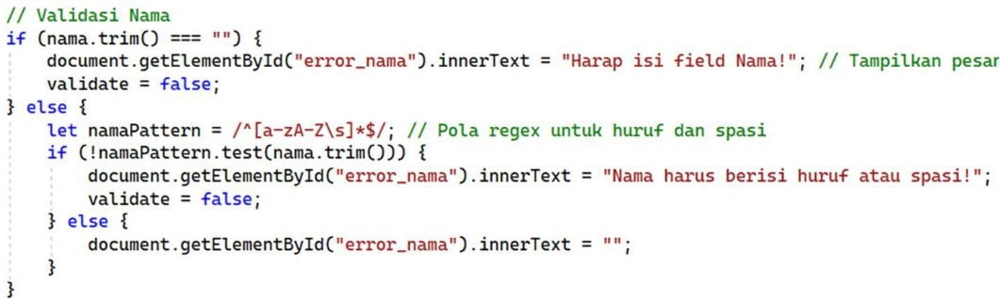 // Validasi Nama
if (nama.trim() === "") {
    document.getElementById("error_nama").innerText = "Harap isi field Nama!"; // Tampilkan
    validate = false;
} else {
    let namaPattern = /^[a-zA-Z\s]*$/; // Pola regex untuk huruf dan spasi
    if (!namaPattern.test(nama.trim())) {
        document.getElementById("error_nama").innerText = "Nama harus berisi huruf atau spasi!";
        validate = false;
    } else {
        document.getElementById("error_nama").innerText = "";
    }
}